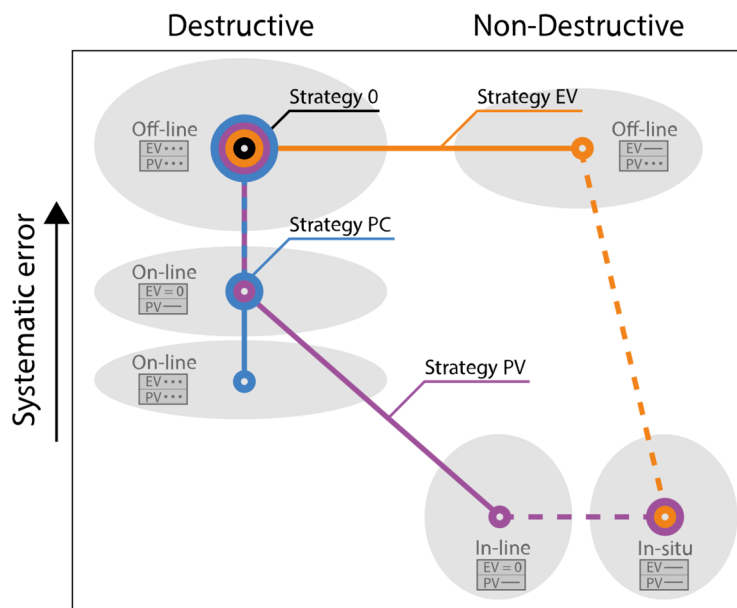 Destructive
Non-Destructive
Strategy 0
Strategy EV
Off-line
EV •••
PV •••
Off-line
EV —
PV •••
Systematic error
Strategy PC
On-line
EV = 0
PV —
On-line
EV •••
PV •••
Strategy PV
In-line
EV = 0
PV —
In-situ
EV —
PV —